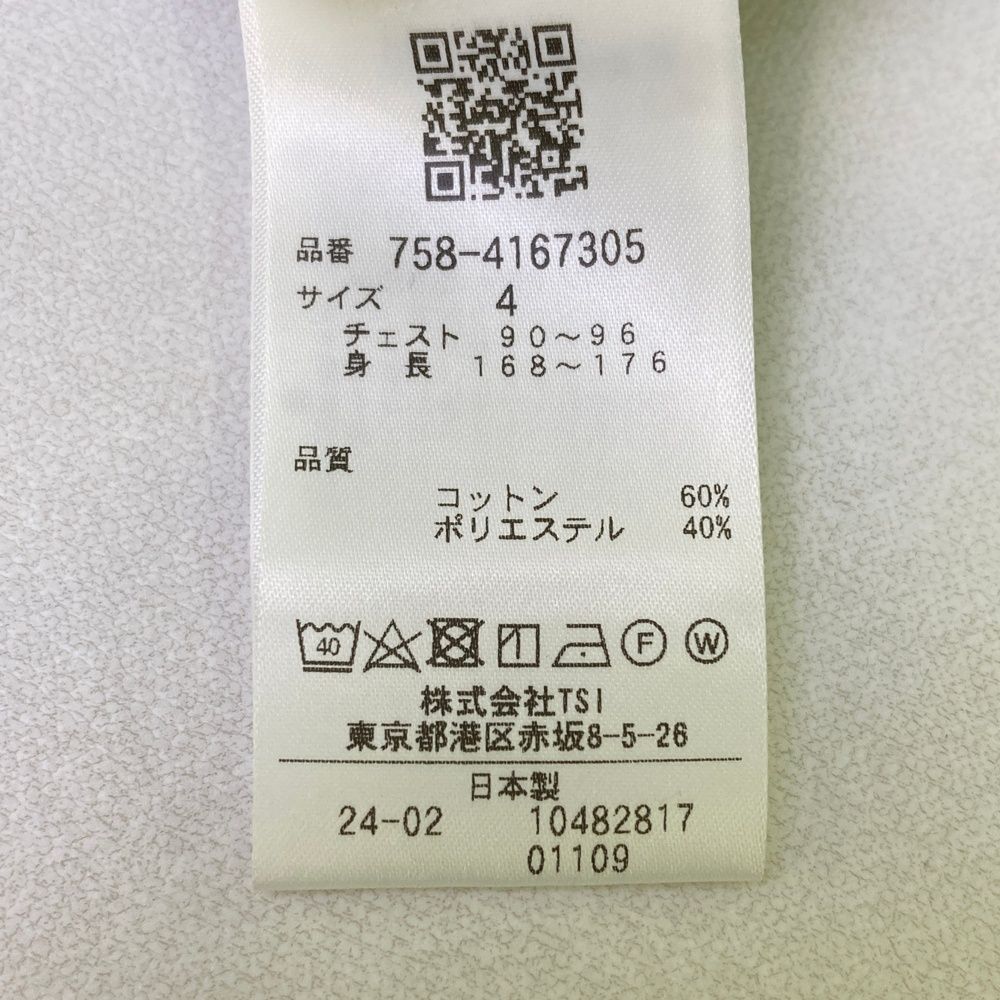 品番 758-4167305
サイズ 4
チェスト 90～96
身長 168～176
品質
コットン 60%
ポリエステル 40%
40 F W
株式会社TSI
東京都港区赤坂8-5-26
日本製
24-02 10482817
01109